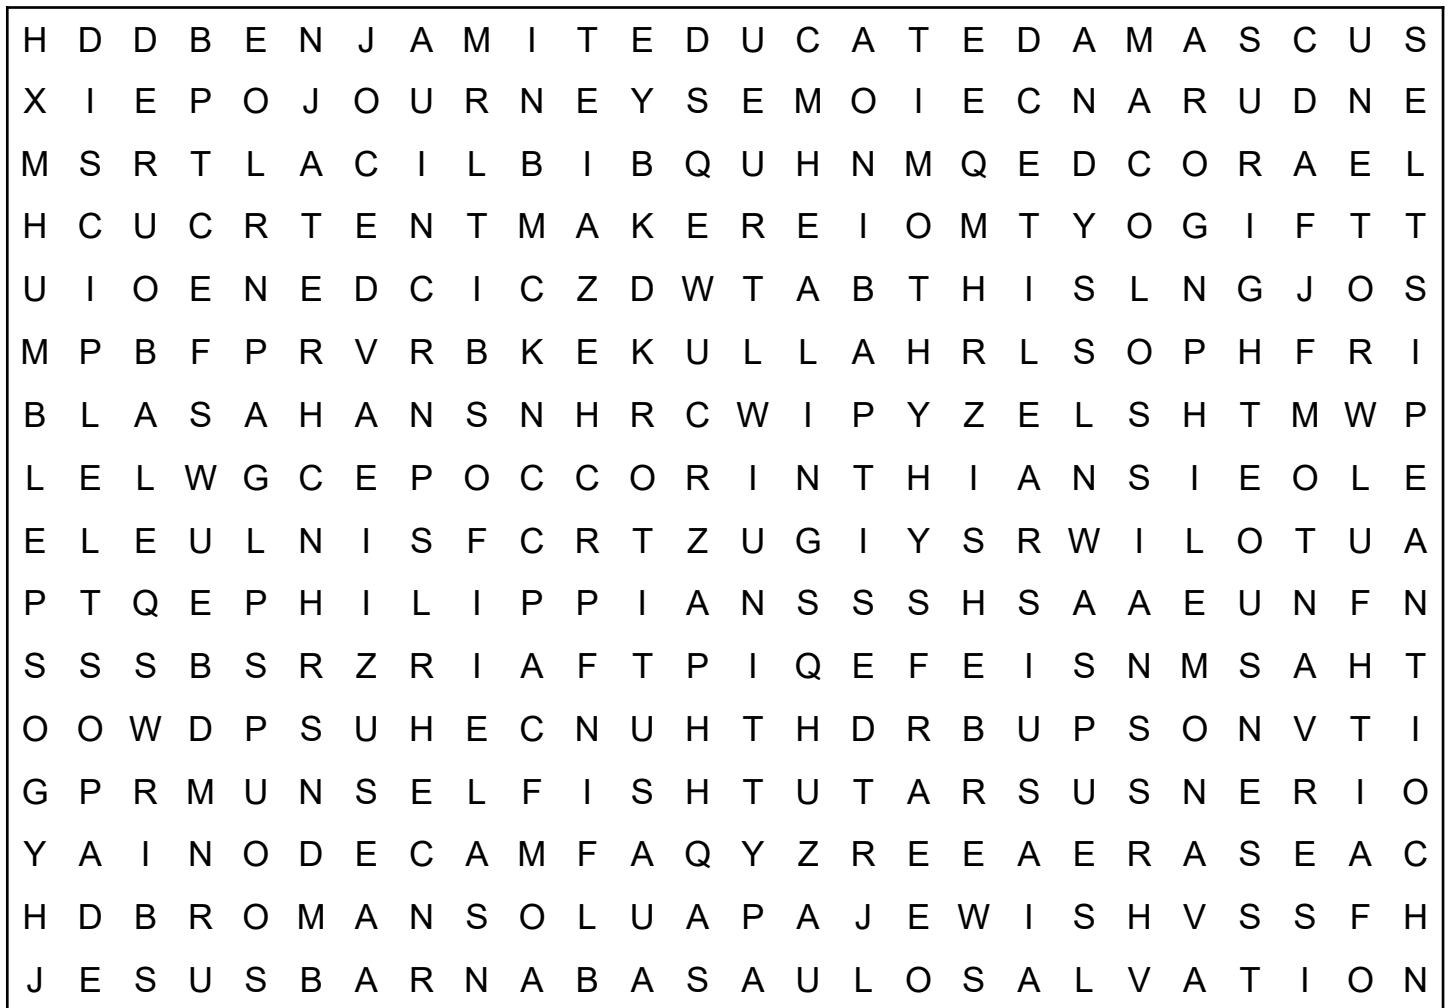 H D D B E N J A M I T E D U C A T E D A M A S C U S
X I E P O J O U R N E Y S E M O I E C N A R U D N E
M S R T L A C I L B I B Q U H N M Q E D C O R A E L
H C U C R T E N T M A K E R E I O M T Y O G I F T T
U I O E N E D C I C Z D W T A B T H I S L N G J O S
M P B F P R V R B K E K U L L A H R L S O P H F R I
B L A S A H A N S N H R C W I P Y Z E L S H T M W P
L E L W G C E P O C C O R I N T H I A N S I E O L E
E L E U L N I S F C R T Z U G I Y S R W I L O T U A
P T Q E P H I L I P P I A N S S S H S A A E U N F N
S S S B S R Z R I A F T P I Q E F E I S N M S A H T
O O W D P S U H E C N U H T H D R B U P S O N V T I
G P R M U N S E L F I S H T U T A R S U S N E R I O
Y A I N O D E C A M F A Q Y Z R E E A E R A S E A C
H D B R O M A N S O L U A P A J E W I S H V S S F H
J E S U S B A R N A B A S A U L O S A L V A T I O N